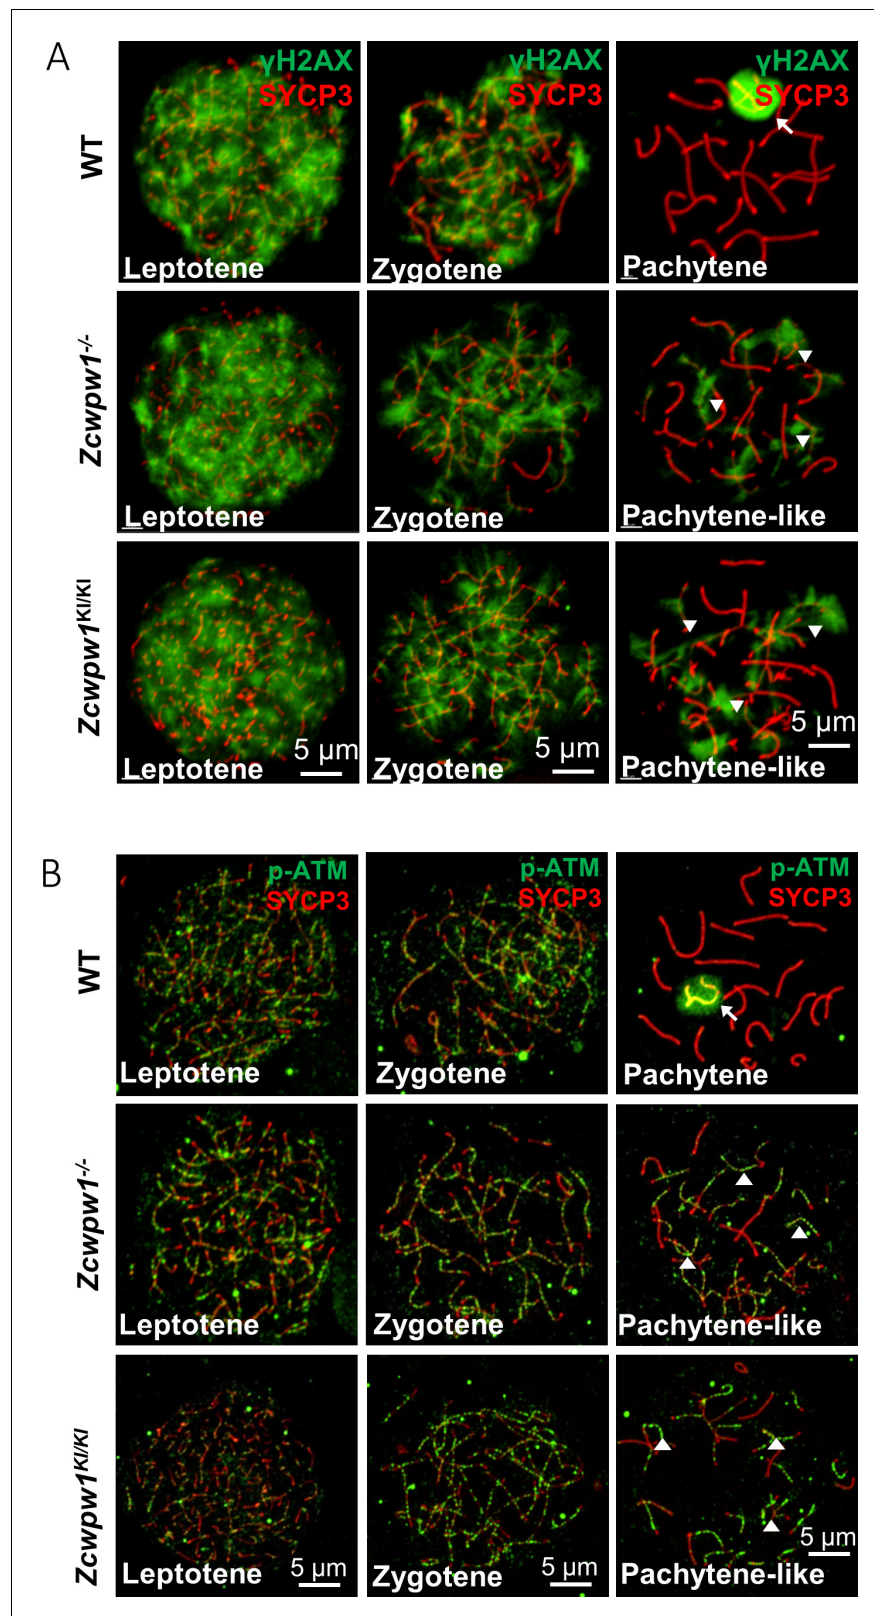 A
WT
γH2AX
SYCP3
Leptotene
γH2AX
SYCP3
Zygotene
γH2AX
SYCP3
Pachytene
Zcwpw1-/-
Leptotene
Zygotene
Pachytene-like
Zcwpw1KI/KI
5 μm
Leptotene
5 μm
Zygotene
5 μm
Pachytene-like
B
WT
p-ATM
SYCP3
Leptotene
p-ATM
SYCP3
Zygotene
p-ATM
SYCP3
Pachytene
Zcwpw1-/-
Leptotene
Zygotene
Pachytene-like
Zcwpw1KI/KI
5 μm
Leptotene
5 μm
Zygotene
5 μm
Pachytene-like